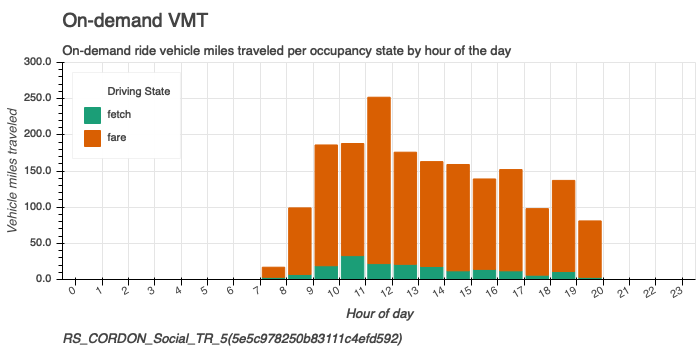 On-demand VMT
On-demand ride vehicle miles traveled per occupancy state by hour of the day
300.0
250.0
200.0
150.0
100.0
50.0
0.0
Vehicle miles traveled
Driving State
fetch
fare
0 1 2 3 4 5 6 7 8 9 10 11 12 13 14 15 16 17 18 19 20 21 22 23
Hour of day
RS_CORDON_Social_TR_5(5e5c978250b83111c4efd592)